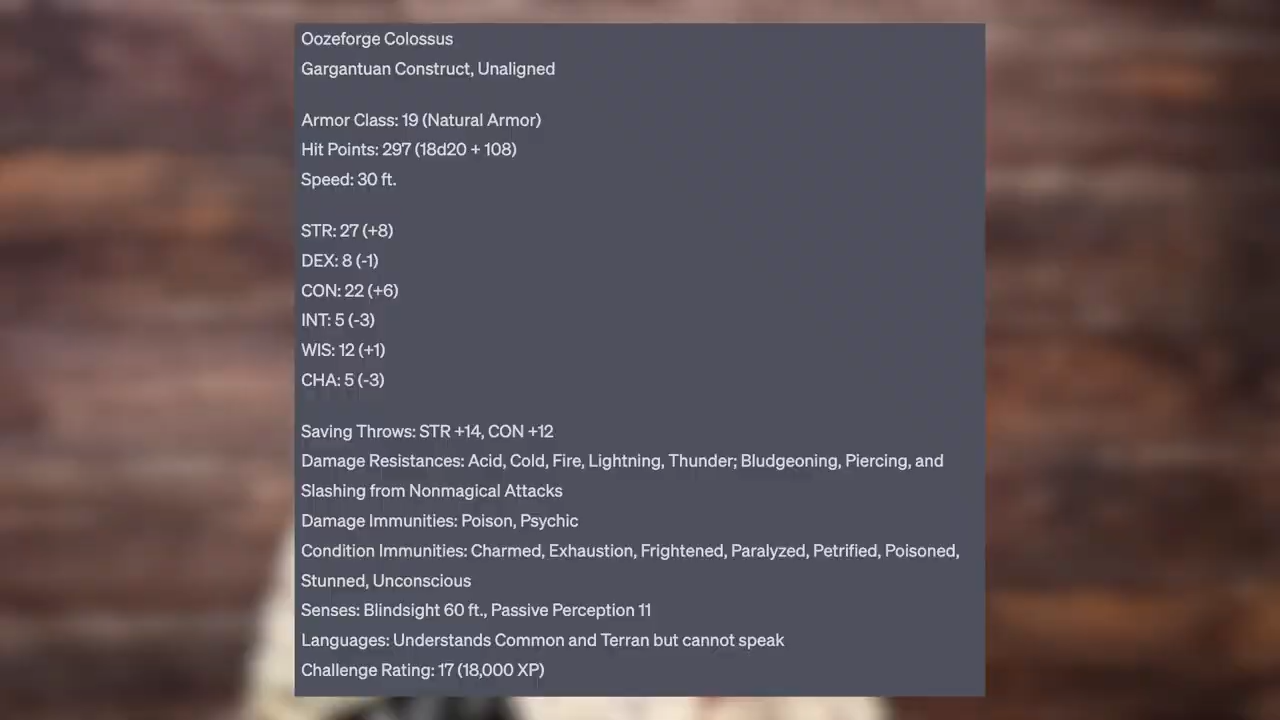 Oozeforge Colossus
Gargantuan Construct, Unaligned
Armor Class: 19 (Natural Armor)
Hit Points: 297 (18d20 + 108)
Speed: 30 ft.
STR: 27 (+8)
DEX: 8 (-1)
CON: 22 (+6)
INT: 5 (-3)
WIS: 12 (+1)
CHA: 5 (-3)
Saving Throws: STR +14, CON +12
Damage Resistances: Acid, Cold, Fire, Lightning, Thunder; Bludgeoning, Piercing, and
Slashing from Nonmagical Attacks
Damage Immunities: Poison, Psychic
Condition Immunities: Charmed, Exhaustion, Frightened, Paralyzed, Petrified, Poisoned,
Stunned, Unconscious
Senses: Blindsight 60 ft., Passive Perception 11
Languages: Understands Common and Terran but cannot speak
Challenge Rating: 17 (18,000 XP)